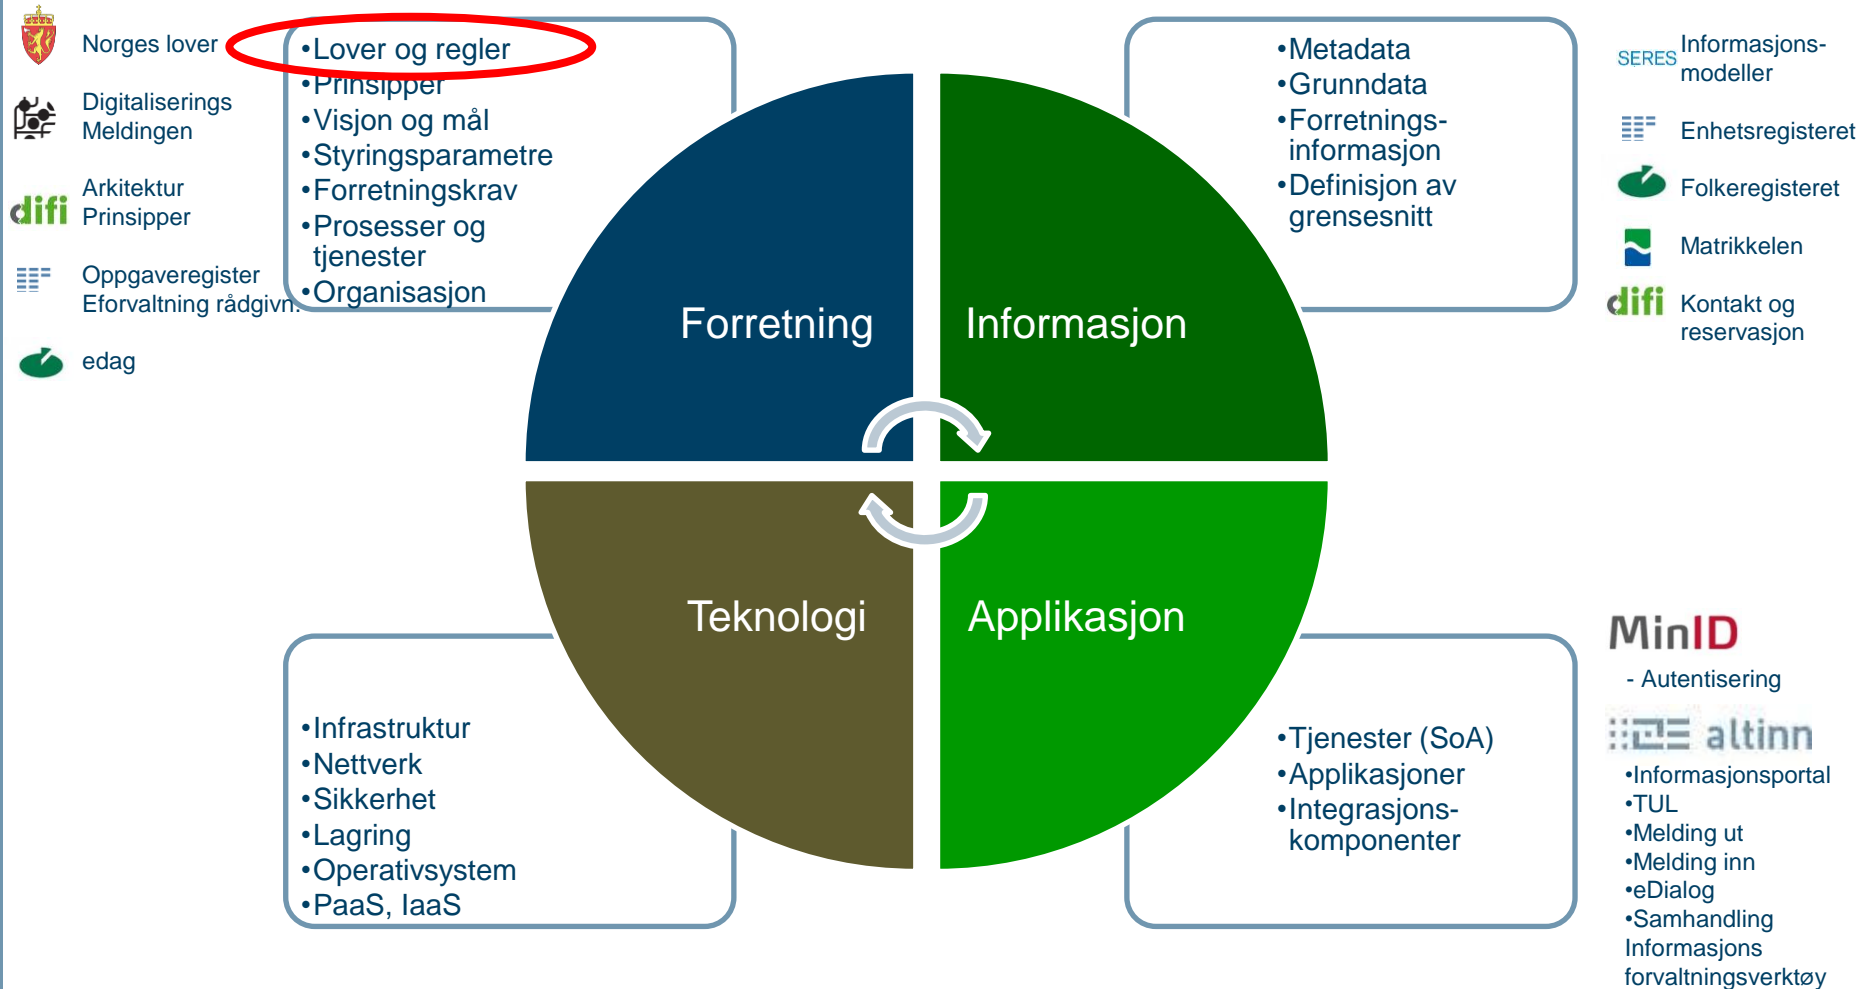 Norges lover
Digitaliserings
Meldingen
difi
Arkitektur
Prinsipper
Oppgaveregister
Eforvaltning rådgivn.
edag
•Lover og regler
•Prinsipper
•Visjon og mål
•Styringsparametre
•Forretningskrav
•Prosesser og
tjenester
•Organisasjon
Forretning
Informasjon
•Metadata
•Grunndata
•Forretnings-
informasjon
•Definisjon av
grensesnitt
SERES
Informasjons-
modeller
Enhetsregisteret
Folkeregisteret
Matrikkelen
difi
Kontakt og
reservasjon
Teknologi
Applikasjon
•Infrastruktur
•Nettverk
•Sikkerhet
•Lagring
•Operativsystem
•PaaS, IaaS
•Tjenester (SoA)
•Applikasjoner
•Integrasjons-
komponenter
MinID
- Autentisering
altinn
•Informasjonsportal
•TUL
•Melding ut
•Melding inn
•eDialog
•Samhandling
Informasjons
forvaltningsverktøy